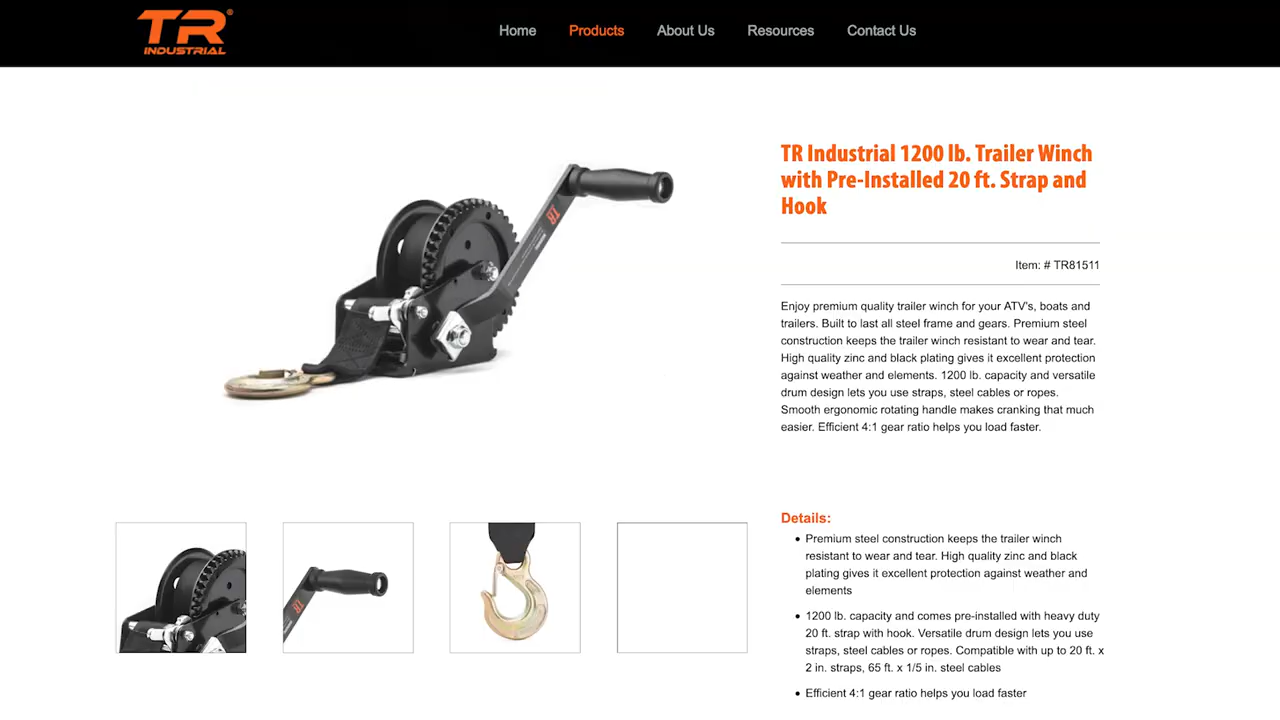 TR®
INDUSTRIAL
Home Products About Us Resources Contact Us
TR Industrial 1200 lb. Trailer Winch
with Pre-Installed 20 ft. Strap and
Hook
Item: # TR81511
Enjoy premium quality trailer winch for your ATV's, boats and
trailers. Built to last all steel frame and gears. Premium steel
construction keeps the trailer winch resistant to wear and tear.
High quality zinc and black plating gives it excellent protection
against weather and elements. 1200 lb. capacity and versatile
drum design lets you use straps, steel cables or ropes.
Smooth ergonomic rotating handle makes cranking that much
easier. Efficient 4:1 gear ratio helps you load faster.
TR
TR
Details:
• Premium steel construction keeps the trailer winch
resistant to wear and tear. High quality zinc and black
plating gives it excellent protection against weather and
elements
• 1200 lb. capacity and comes pre-installed with heavy duty
20 ft. strap with hook. Versatile drum design lets you use
straps, steel cables or ropes. Compatible with up to 20 ft. x
2 in. straps, 65 ft. x 1/5 in. steel cables
• Efficient 4:1 gear ratio helps you load faster